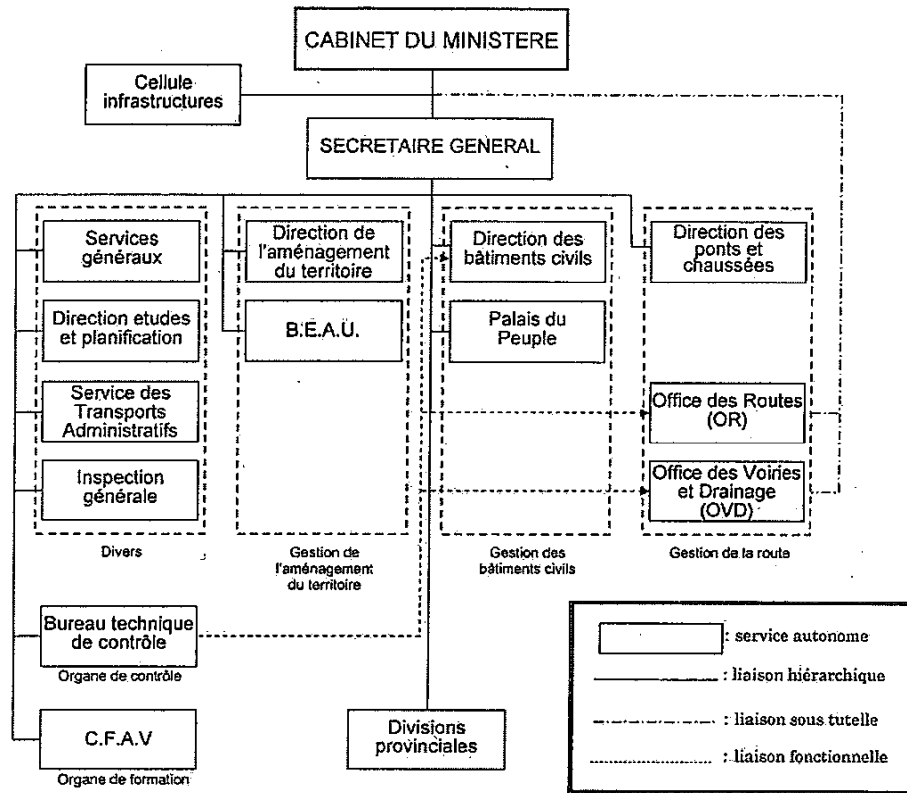 CABINET DU MINISTERE
Cellule
infrastructures
SECRETAIRE GENERAL
Services
généraux
Direction etudes
et planification
Service des
Transports
Administratifs
Inspection
générale
Divers
Direction de
l'aménagement
du territoire
B.E.A.U.
Gestion de
l'aménagement
du territoire
Direction des
bâtiments civils
Palais du
Peuple
Gestion des
bâtiments civils
Direction des
ponts et
chaussées
Office des Routes
(OR)
Office des Voiries
et Drainage
(OVD)
Gestion de la route
Bureau technique
de contrôle
Organe de contrôle
C.F.A.V
Organe de formation
Divisions
provinciales
: service autonome
: liaison hiérarchique
: liaison sous tutelle
: liaison fonctionnelle